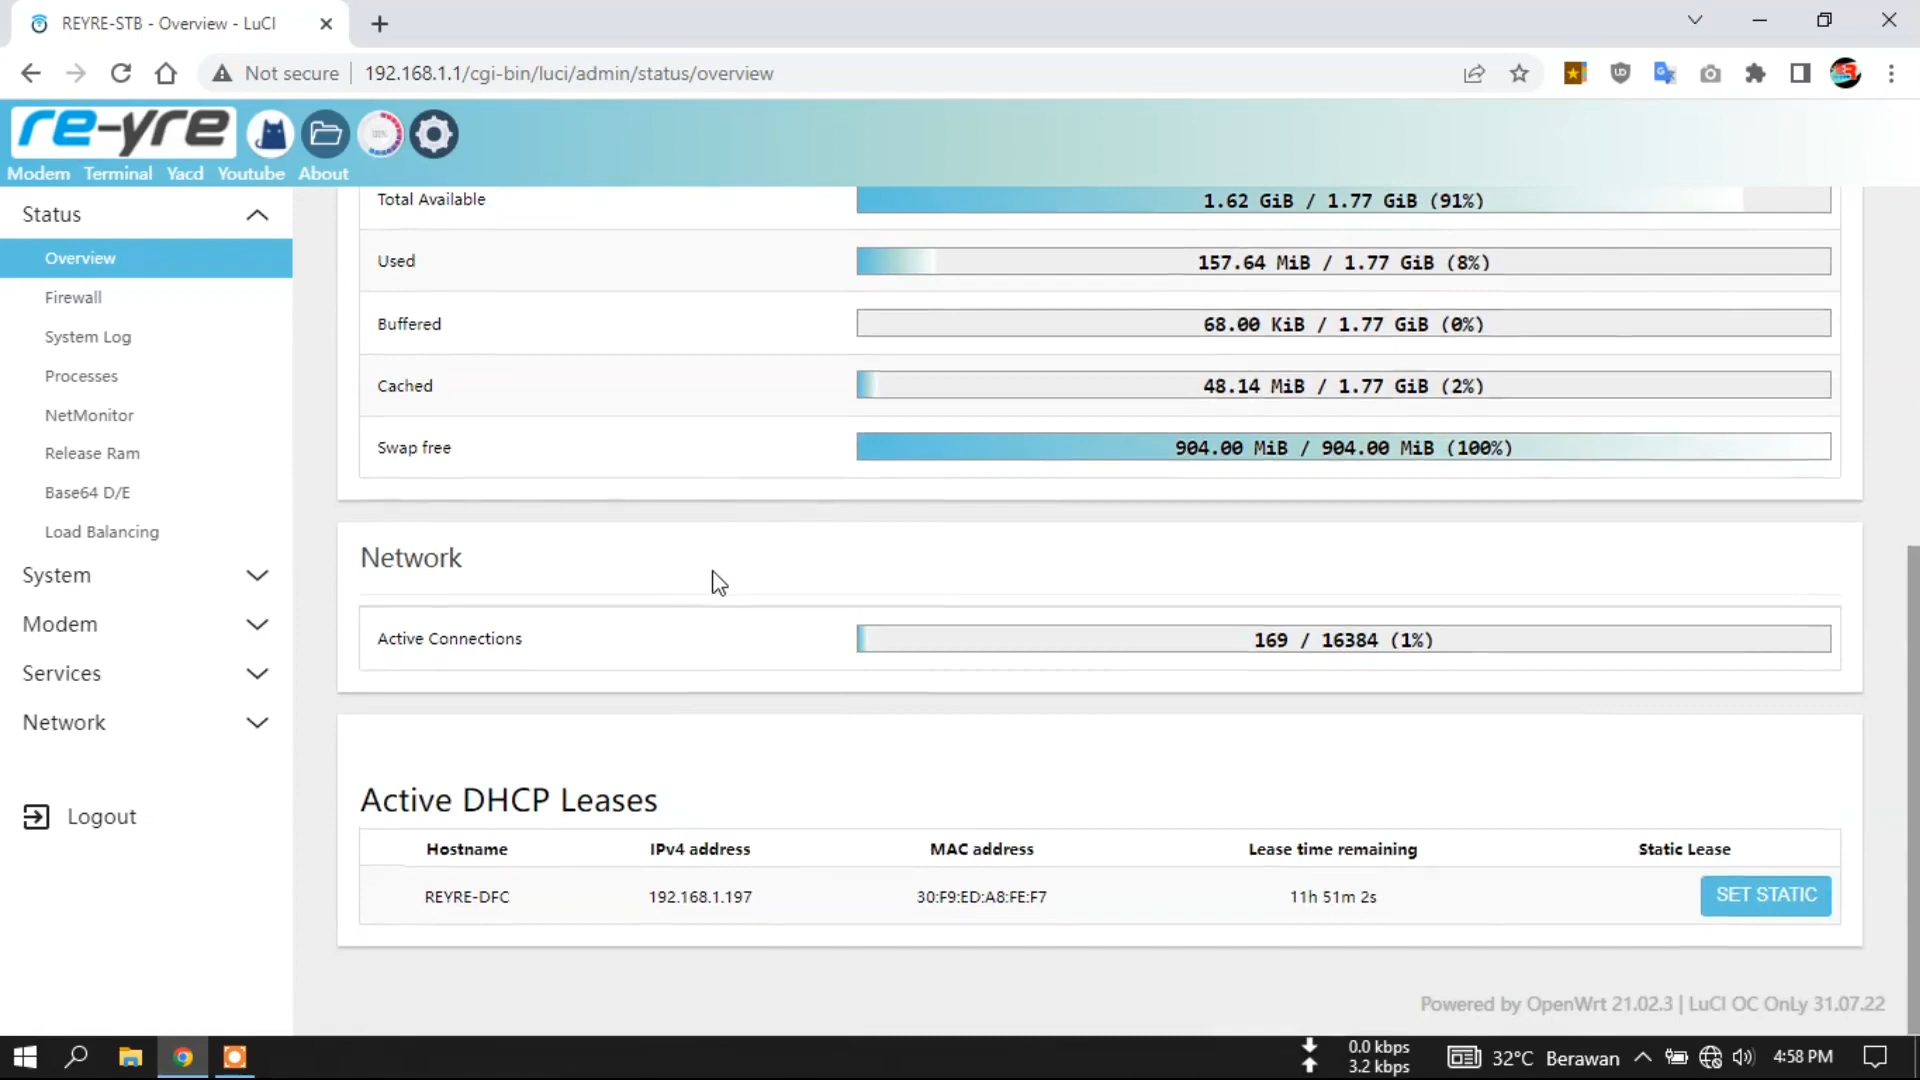 REYRE-STB - Overview - LuCI
Not secure
192.168.1.1/cgi-bin/luci/admin/status/overview
re-yre
Modem Terminal Yacd Youtube About
Status
Overview
Firewall
System Log
Processes
NetMonitor
Release Ram
Base64 D/E
Load Balancing
System
Modem
Services
Network
Logout
Total Available 1.62 GiB / 1.77 GiB (91%)
Used 157.64 MiB / 1.77 GiB (8%)
Buffered 68.00 KiB / 1.77 GiB (0%)
Cached 48.14 MiB / 1.77 GiB (2%)
Swap free 904.00 MiB / 904.00 MiB (100%)
Network
Active Connections 169 / 16384 (1%)
Active DHCP Leases
Hostname IPv4 address MAC address Lease time remaining Static Lease
REYRE-DFC 192.168.1.197 30:F9:ED:A8:FE:F7 11h 51m 2s SET STATIC
Powered by OpenWrt 21.02.3 | LuCI OC OnLy 31.07.22
0.0 kbps
3.2 kbps
32°C Berawan
4:58 PM